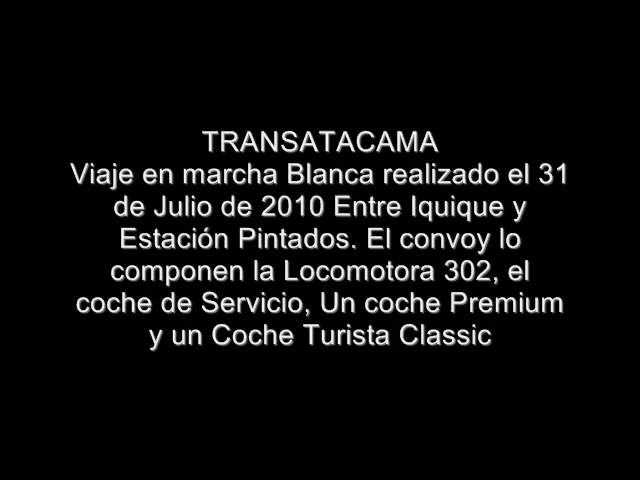 TRANSATACAMA
Viaje en marcha Blanca realizado el 31
de Julio de 2010 Entre Iquique y
Estación Pintados. El convoy lo
componen la Locomotora 302, el
coche de Servicio, Un coche Premium
y un Coche Turista Classic